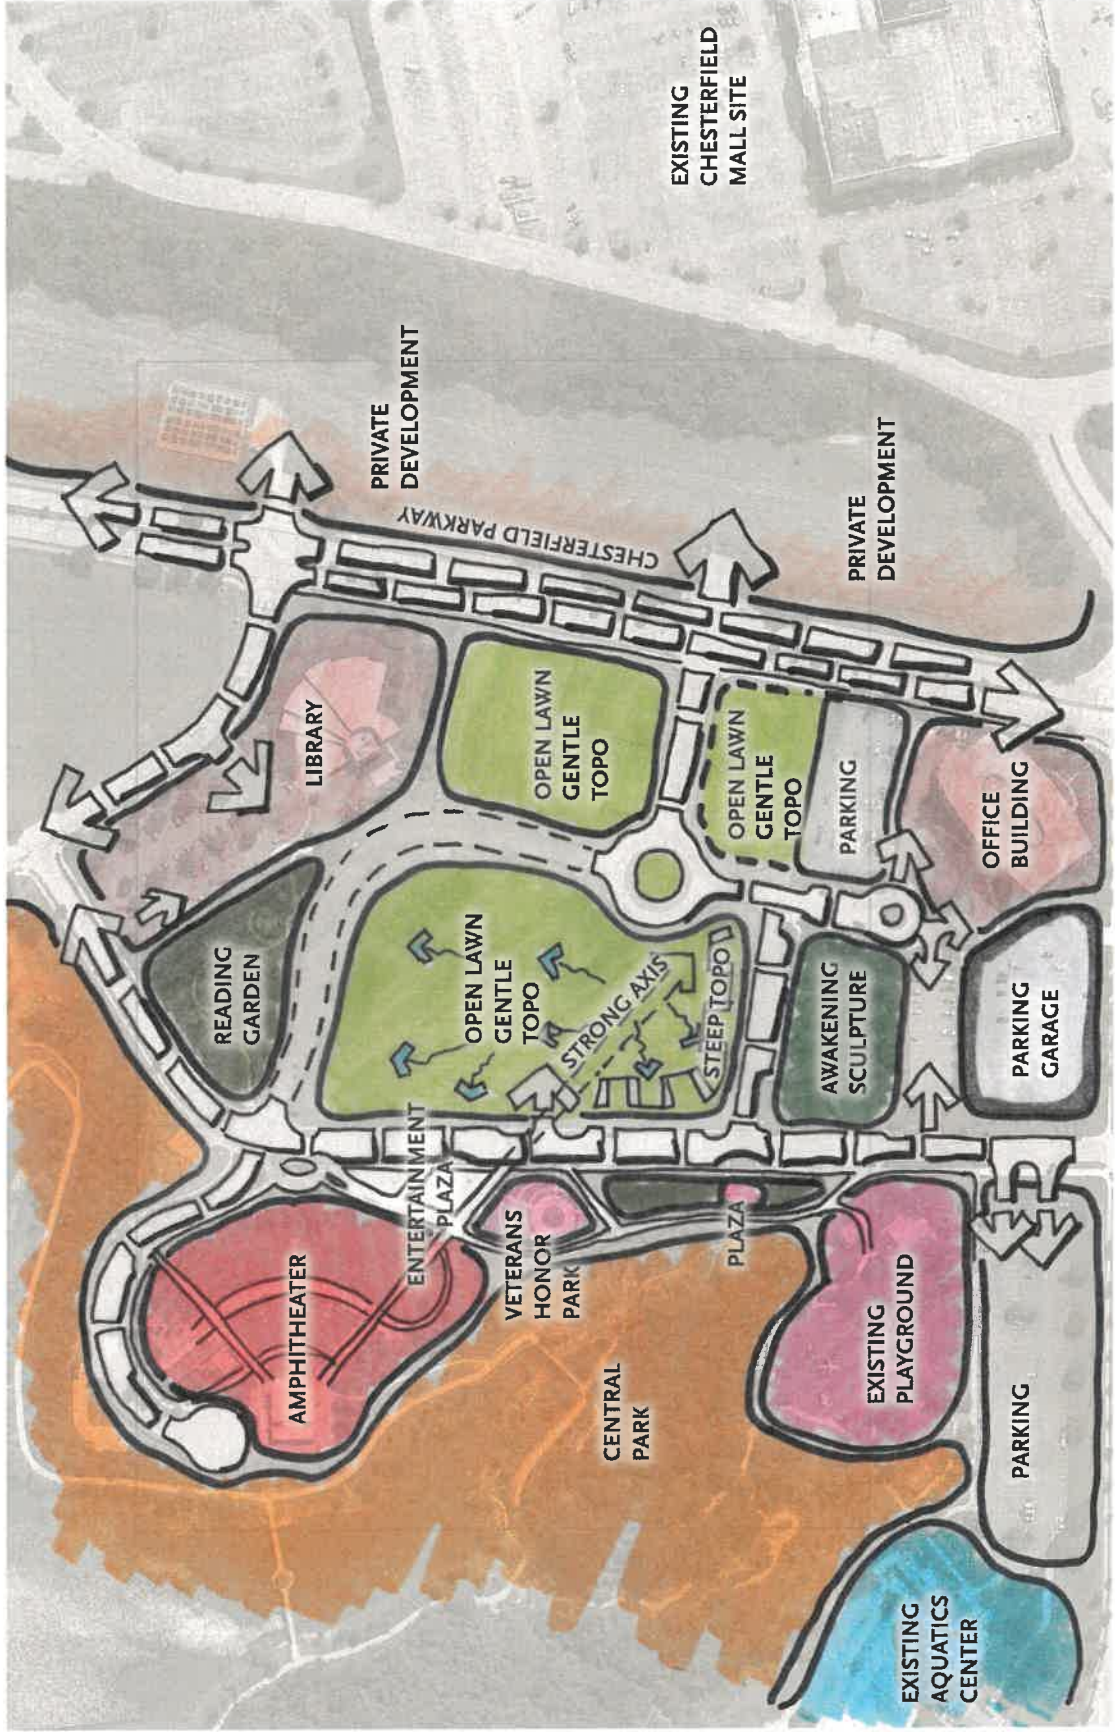 EXISTING
CHESTERFIELD
MALL SITE
PRIVATE
DEVELOPMENT
PRIVATE
DEVELOPMENT
CHESTERFIELD PARKWAY
LIBRARY
OPEN LAWN
GENTLE
TOPO
OPEN LAWN
GENTLE
TOPO
PARKING
OFFICE
BUILDING
READING
GARDEN
OPEN LAWN
GENTLE
TOPO
STRONG AXIS
STEEP TOPO
AWAKENING
SCULPTURE
PARKING
GARAGE
ENTERTAINMENT
PLAZA
AMPHITHEATER
VETERANS
HONOR
PARK
PLAZA
EXISTING
PLAYGROUND
CENTRAL
PARK
PARKING
EXISTING
AQUATICS
CENTER